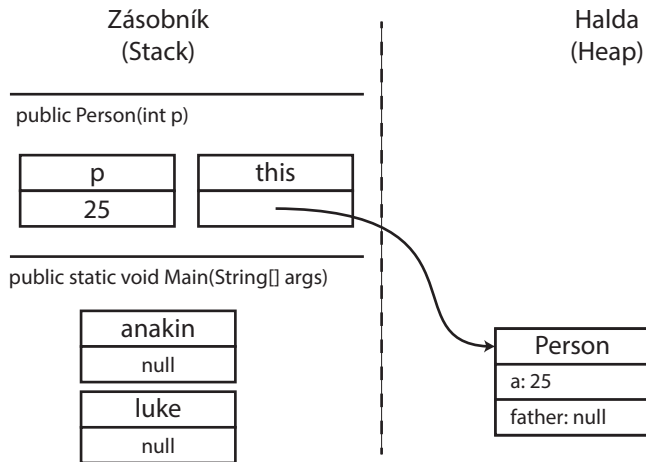 Zásobník
(Stack)
Halda
(Heap)
public Person(int p)
p
25
this
public static void Main(String[] args)
anakin
null
luke
null
Person
a: 25
father: null